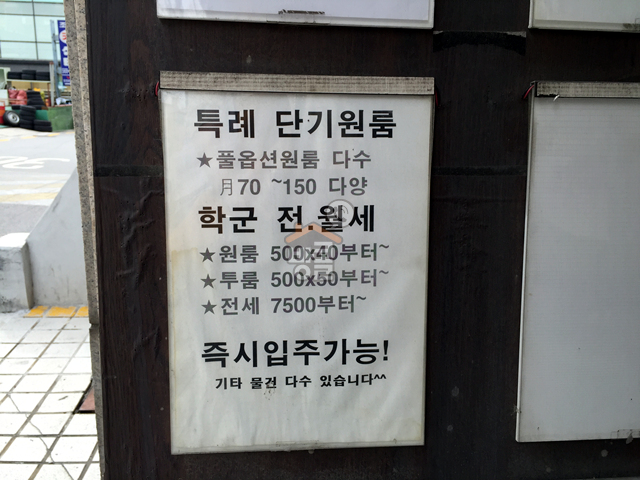 특례 단기원룸
★풀옵션원룸 다수
月70 ~150 다양
학군 전.월세
★원룸 500x40부터~
★투룸 500x50부터~
★전세 7500부터~
즉시입주가능!
기타 물건 다수 있습니다^^